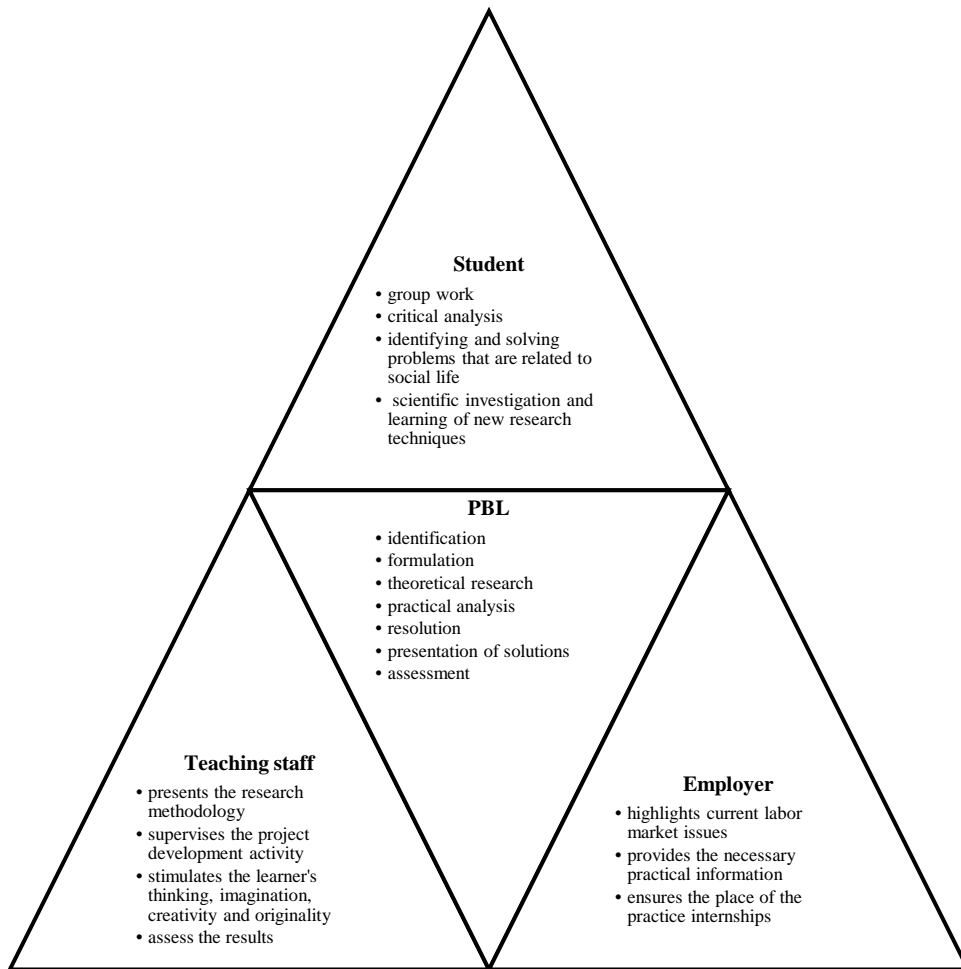 Student
• group work
• critical analysis
• identifying and solving
problems that are related to
social life
• scientific investigation and
learning of new research
techniques
PBL
• identification
• formulation
• theoretical research
• practical analysis
• resolution
• presentation of solutions
• assessment
Teaching staff
• presents the research
methodology
• supervises the project
development activity
• stimulates the learner's
thinking, imagination,
creativity and originality
• assess the results
Employer
• highlights current labor
market issues
• provides the necessary
practical information
• ensures the place of the
practice internships